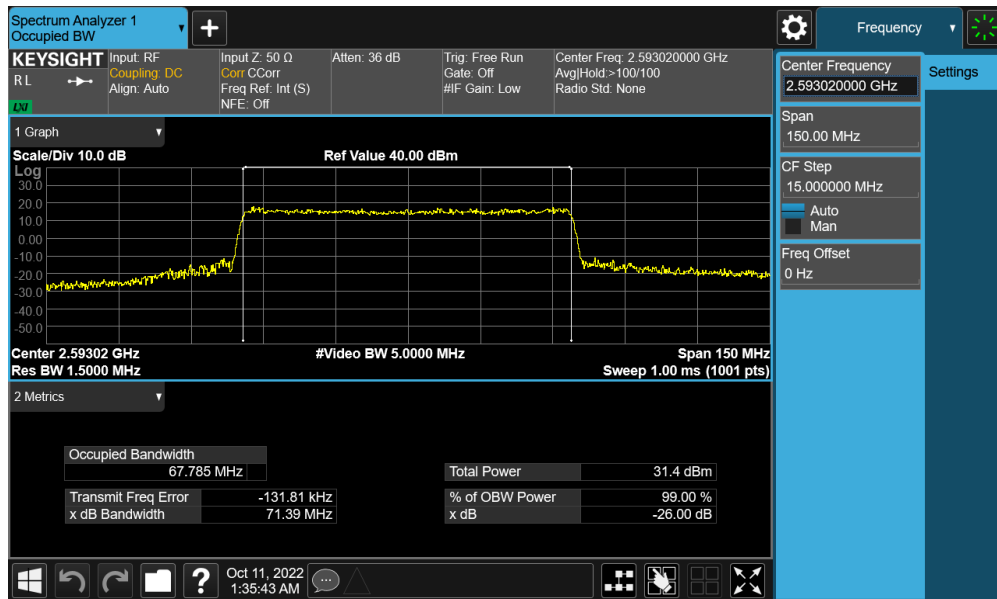 Spectrum Analyzer 1
Occupied BW
Frequency
KEYSIGHT
R L
LXI
Input: RF
Coupling: DC
Align: Auto
Input Z: 50 Ω
Corr CCorr
Freq Ref: Int (S)
NFE: Off
Atten: 36 dB
Trig: Free Run
Gate: Off
#IF Gain: Low
Center Freq: 2.593020000 GHz
Avg|Hold:>100/100
Radio Std: None
Center Frequency
2.593020000 GHz
Settings
Span
150.00 MHz
CF Step
15.000000 MHz
Auto
Man
Freq Offset
0 Hz
1 Graph
Scale/Div 10.0 dB
Ref Value 40.00 dBm
Log
30.0
20.0
10.0
0.00
-10.0
-20.0
-30.0
-40.0
-50.0
Center 2.59302 GHz
#Video BW 5.0000 MHz
Span 150 MHz
Res BW 1.5000 MHz
Sweep 1.00 ms (1001 pts)
2 Metrics
Occupied Bandwidth
67.785 MHz
Total Power 31.4 dBm
Transmit Freq Error -131.81 kHz
% of OBW Power 99.00 %
x dB Bandwidth 71.39 MHz
x dB -26.00 dB
?
Oct 11, 2022
1:35:43 AM